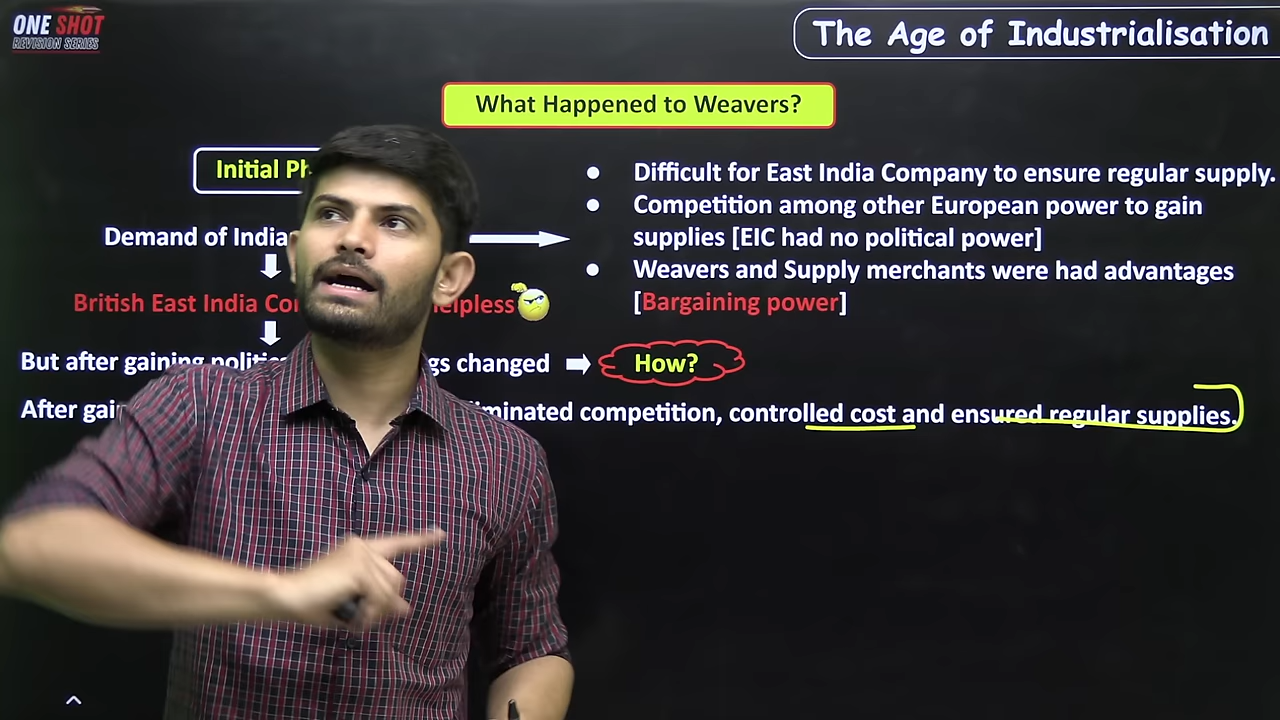 ONE SHOT
REVISION SERIES
The Age of Industrialisation
What Happened to Weavers?
Initial Ph
Demand of India
British East India Co elpless
But after gaining politic gs changed
How?
After gai iminated competition, controlled cost and ensured regular supplies.
• Difficult for East India Company to ensure regular supply.
• Competition among other European power to gain
supplies [EIC had no political power]
• Weavers and Supply merchants were had advantages
[Bargaining power]